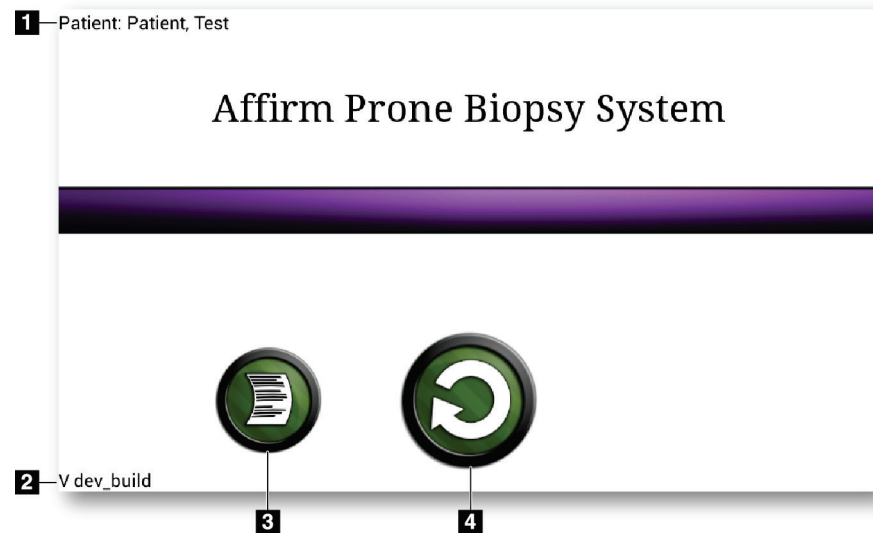 1 Patient: Patient, Test
Affirm Prone Biopsy System
2 V dev_build
3 4